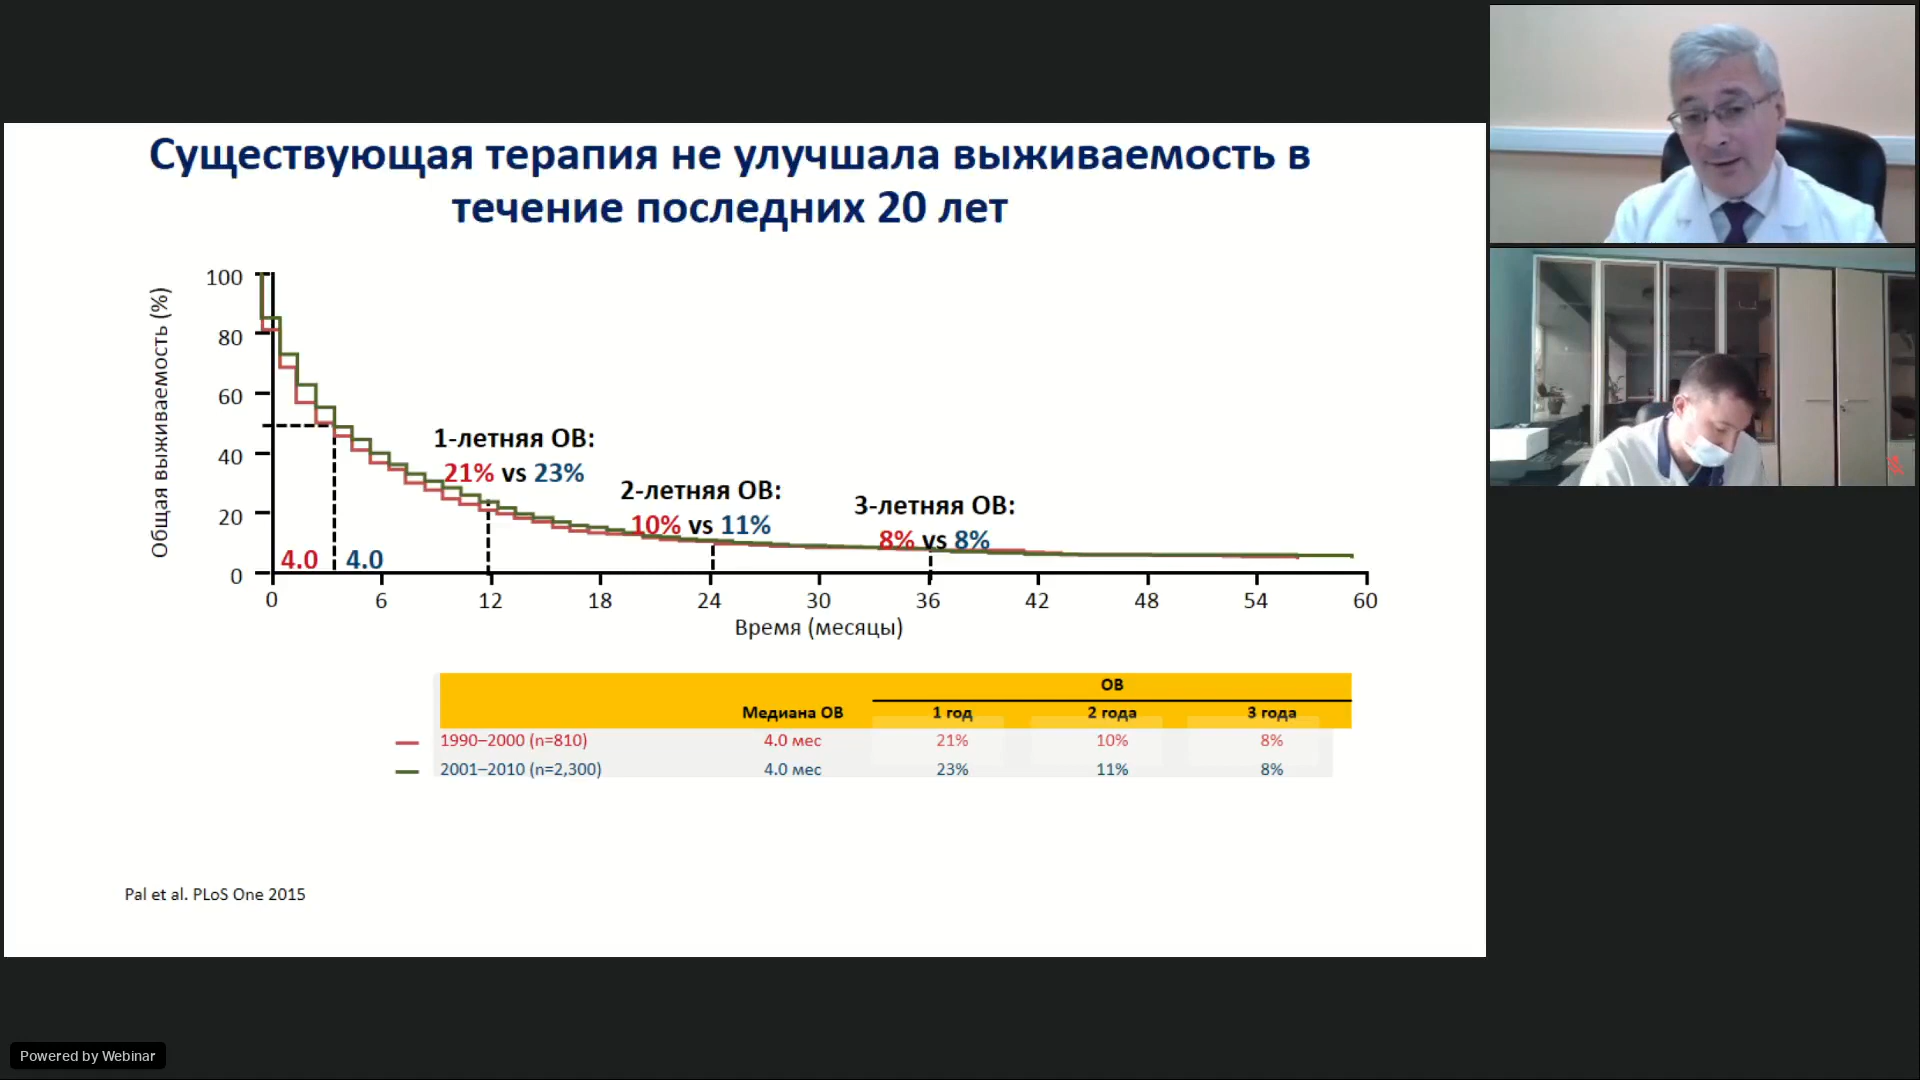 Существующая терапия не улучшала выживаемость в
течение последних 20 лет
Общая выживаемость (%)
100
80
60
40
20
0
1-летняя ОВ:
21% vs 23%
2-летняя ОВ:
10% vs 11%
3-летняя ОВ:
8% vs 8%
4.0 4.0
0 6 12 18 24 30 36 42 48 54 60
Время (месяцы)
ОВ
Медиана ОВ 1 год 2 года 3 года
1990–2000 (n=810) 4.0 мес 21% 10% 8%
2001–2010 (n=2,300) 4.0 мес 23% 11% 8%
Pal et al. PLoS One 2015
Powered by Webinar